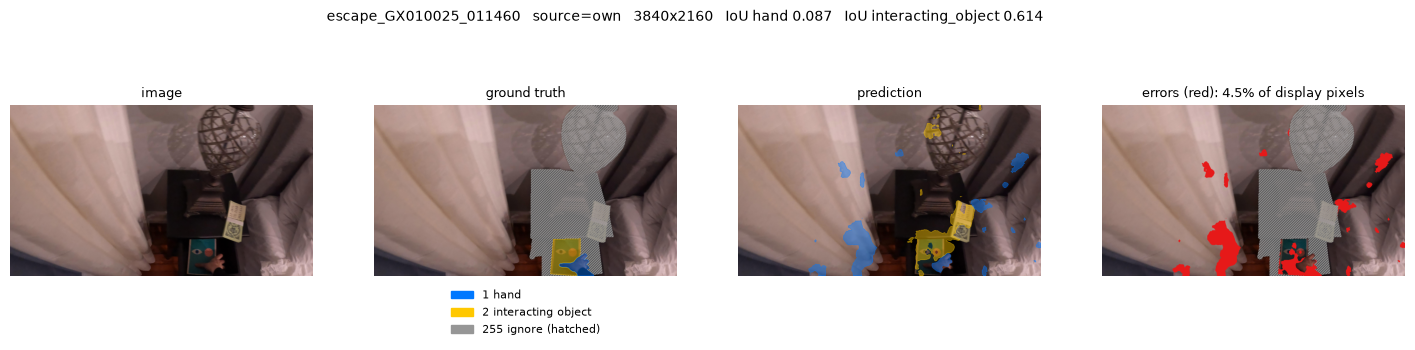 escape_GX010025_011460 source=own 3840x2160 IoU hand 0.087 IoU interacting_object 0.614
image
ground truth
prediction
errors (red): 4.5% of display pixels
1 hand
2 interacting object
255 ignore (hatched)